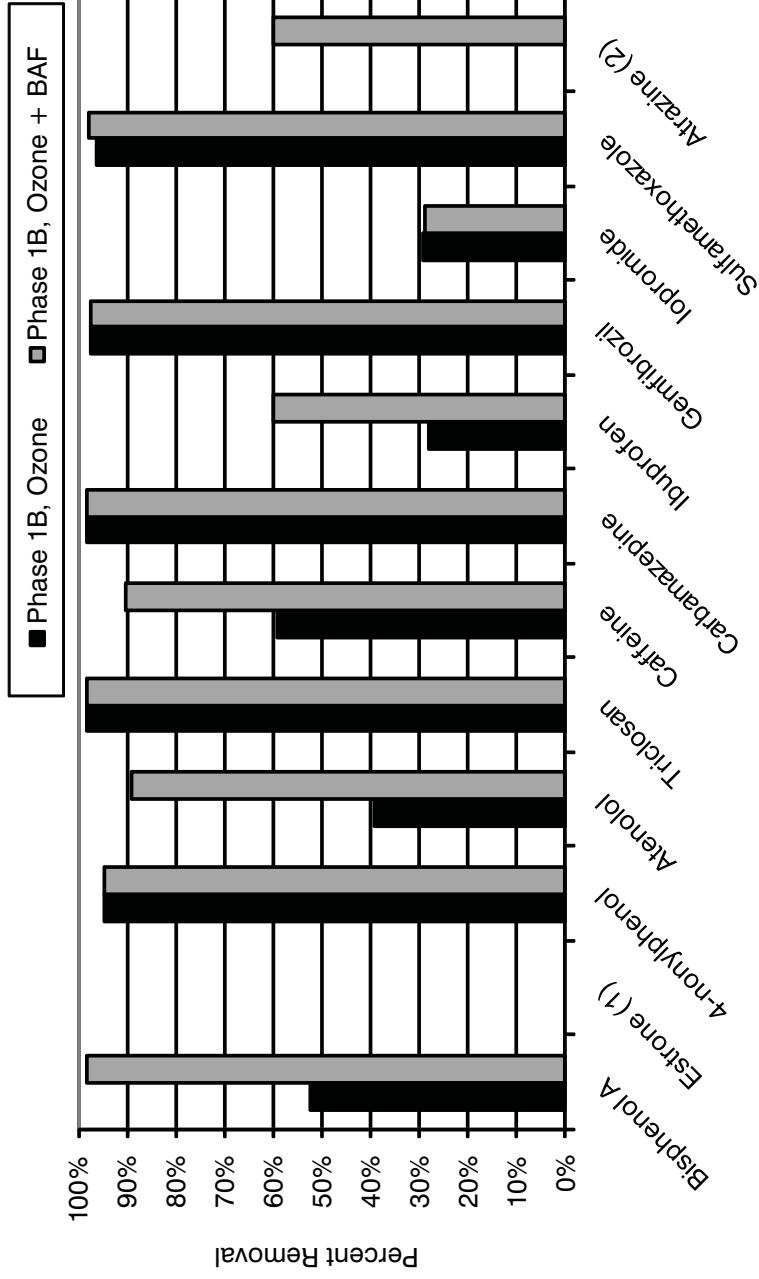 Phase 1B, Ozone
Phase 1B, Ozone + BAF
Percent Removal
100%
90%
80%
70%
60%
50%
40%
30%
20%
10%
0%
Bisphenol A
Estrone (1)
4-nonylphenol
Atenolol
Triclosan
Caffeine
Carbamazepine
Ibuprofen
Gemfibrozil
Iopromide
Sulfamethoxazole
Atrazine (2)